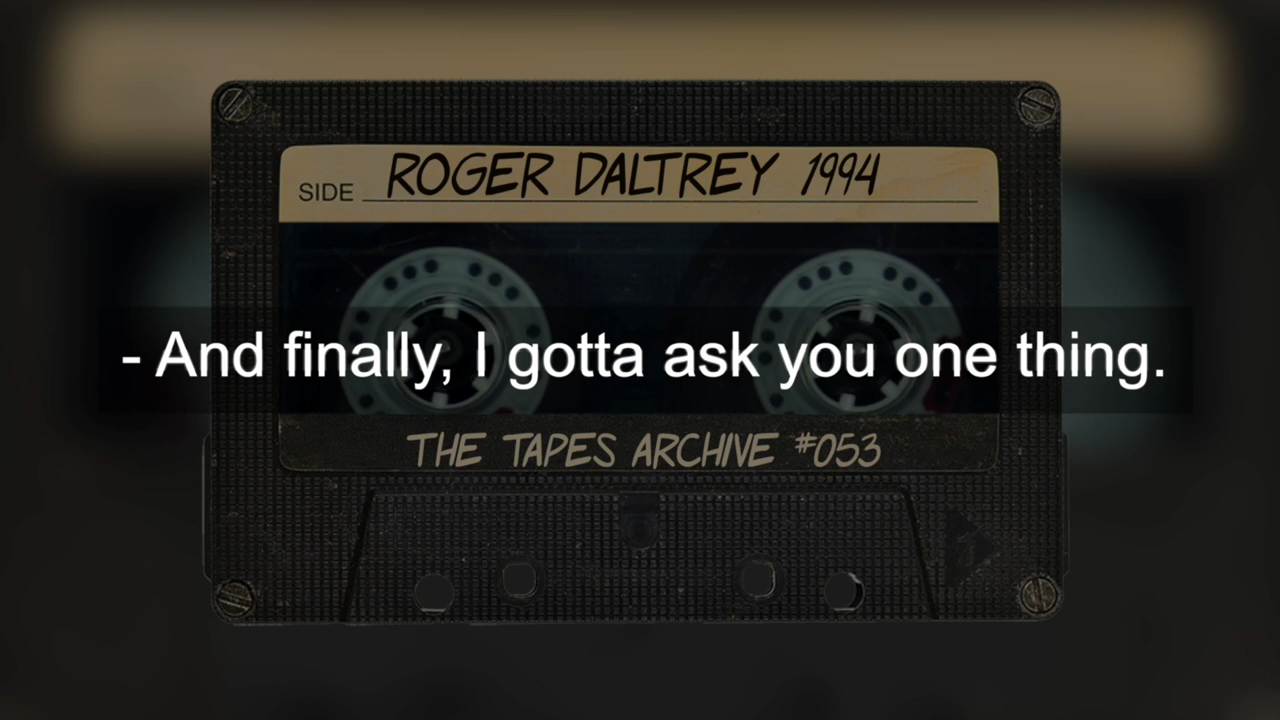 SIDE ROGER DALTREY 1994
- And finally, I gotta ask you one thing.
THE TAPES ARCHIVE #053